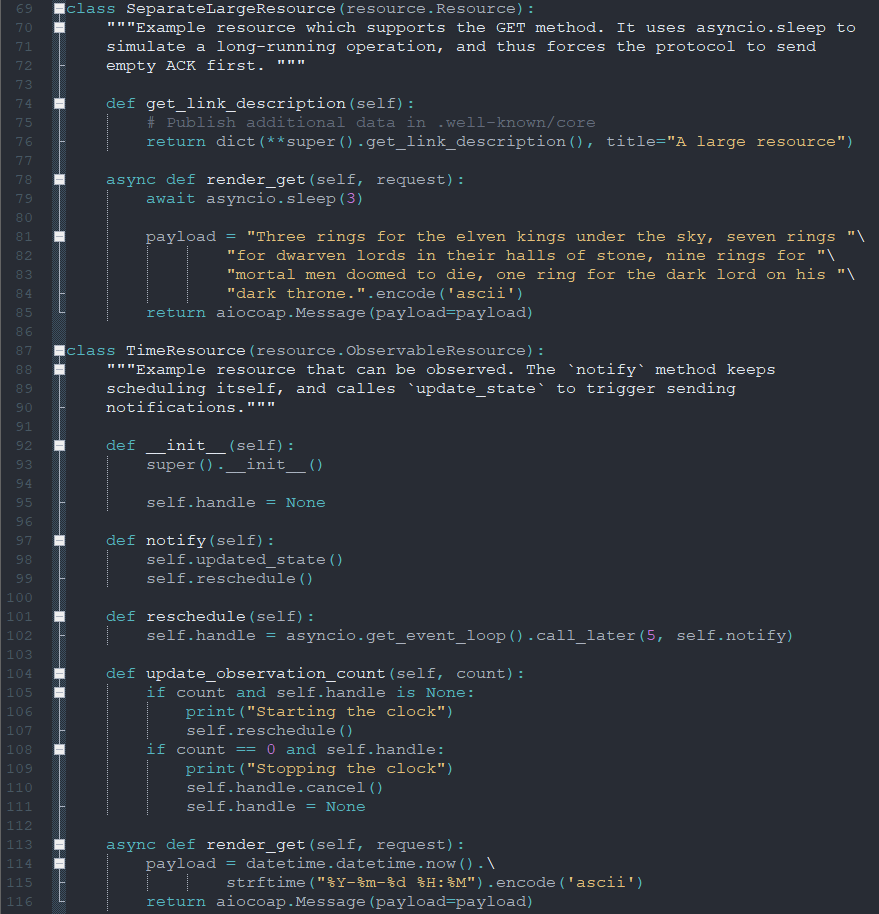 69 class SeparateLargeResource(resource.Resource):
70     """Example resource which supports the GET method. It uses asyncio.sleep to
71     simulate a long-running operation, and thus forces the protocol to send
72     empty ACK first. """
73
74     def get_link_description(self):
75         # Publish additional data in .well-known/core
76         return dict(**super().get_link_description(), title="A large resource")
77
78     async def render_get(self, request):
79         await asyncio.sleep(3)
80
81         payload = "Three rings for the elven kings under the sky, seven rings "\
82                 "for dwarven lords in their halls of stone, nine rings for "\
83                 "mortal men doomed to die, one ring for the dark lord on his "\
84                 "dark throne.".encode('ascii')
85         return aiocoap.Message(payload=payload)
86
87 class TimeResource(resource.ObservableResource):
88     """Example resource that can be observed. The `notify` method keeps
89     scheduling itself, and calles `update_state` to trigger sending
90     notifications."""
91
92     def __init__(self):
93         super().__init__()
94
95         self.handle = None
96
97     def notify(self):
98         self.updated_state()
99         self.reschedule()
100
101     def reschedule(self):
102         self.handle = asyncio.get_event_loop().call_later(5, self.notify)
103
104     def update_observation_count(self, count):
105         if count and self.handle is None:
106             print("Starting the clock")
107             self.reschedule()
108         if count == 0 and self.handle:
109             print("Stopping the clock")
110             self.handle.cancel()
111             self.handle = None
112
113     async def render_get(self, request):
114         payload = datetime.datetime.now().\
115                 strftime("%Y-%m-%d %H:%M").encode('ascii')
116         return aiocoap.Message(payload=payload)